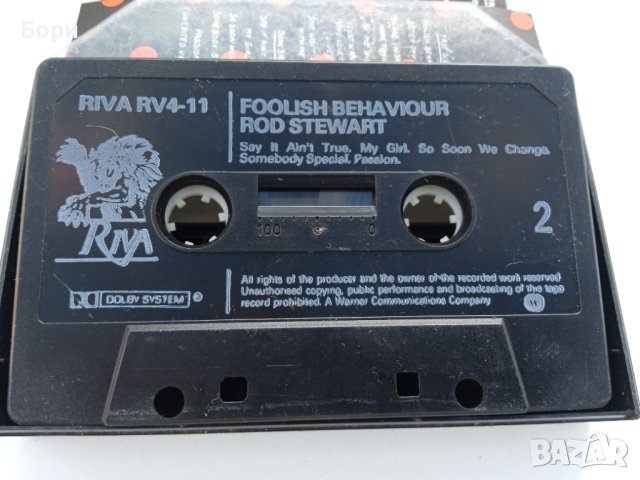 Бори
RIVA RV4-11
FOOLISH BEHAVIOUR
ROD STEWART
Say It Ain't True. My Girl. So Soon We Change.
Somebody Special. Passion.
RIVA
100 0
2
DOLBY SYSTEM
All rights of the producer and the owner of the recorded work reserved
Unauthorised copying, public performance and broadcasting of this tape
record prohibited. A Warner Communications Company
W
BAZAR